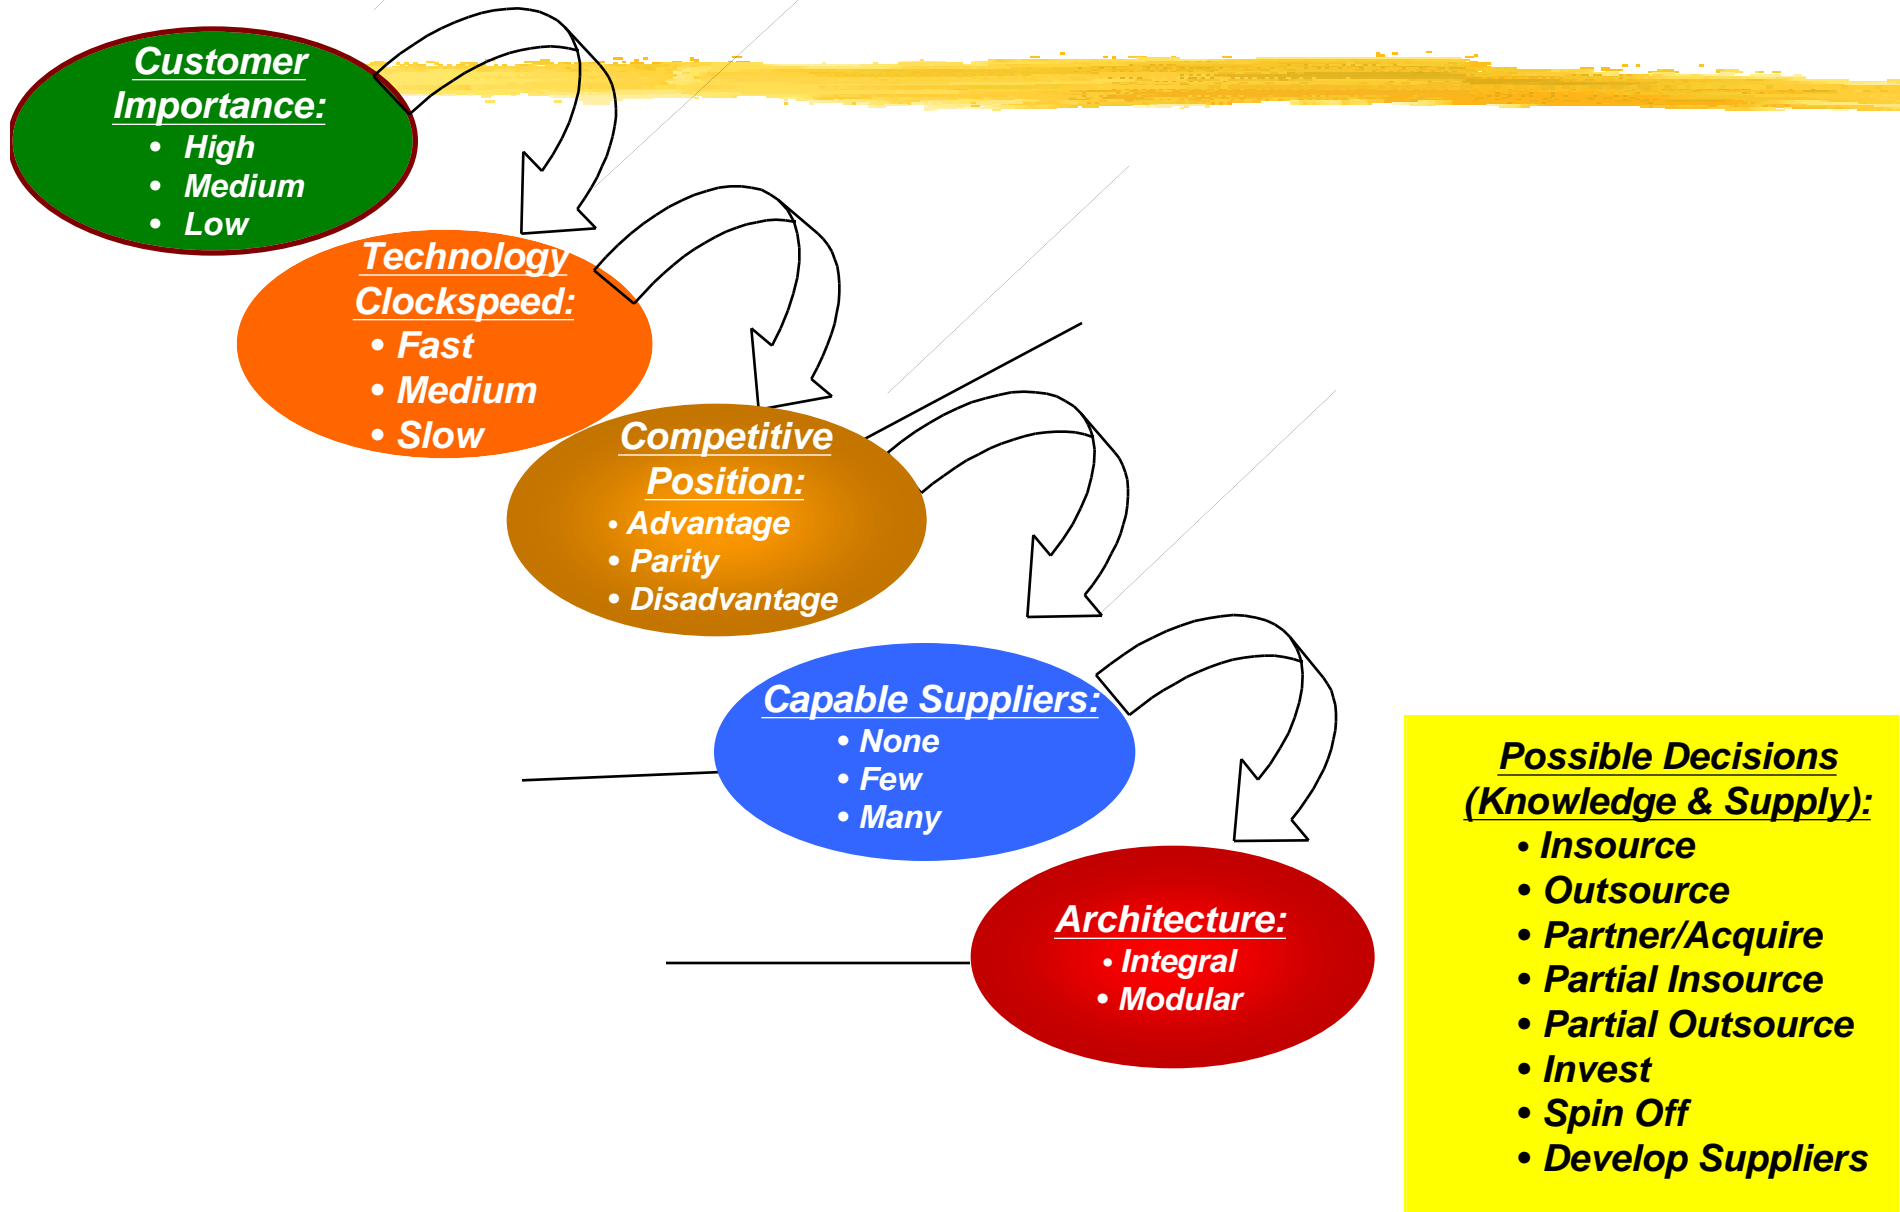 Customer
Importance:
• High
• Medium
• Low
Technology
Clockspeed:
• Fast
• Medium
• Slow
Competitive
Position:
• Advantage
• Parity
• Disadvantage
Capable Suppliers:
• None
• Few
• Many
Architecture:
• Integral
• Modular
Possible Decisions
(Knowledge & Supply):
• Insource
• Outsource
• Partner/Acquire
• Partial Insource
• Partial Outsource
• Invest
• Spin Off
• Develop Suppliers